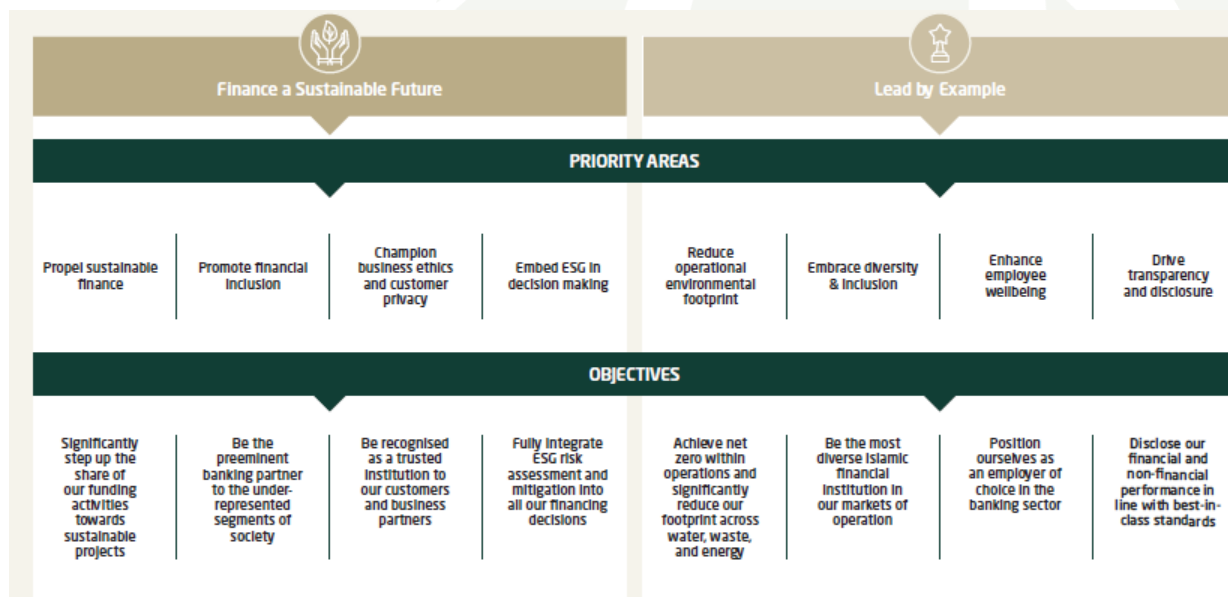 Finance a Sustainable Future
Lead by Example
PRIORITY AREAS
Propel sustainable
finance
Promote financial
inclusion
Champion
business ethics
and customer
privacy
Embed ESG in
decision making
Reduce
operational
environmental
footprint
Embrace diversity
& inclusion
Enhance
employee
wellbeing
Drive
transparency
and disclosure
OBJECTIVES
Significantly
step up the
share of
our funding
activities
towards
sustainable
projects
Be the
preeminent
banking partner
to the under-
represented
segments of
society
Be recognised
as a trusted
institution to
our customers
and business
partners
Fully integrate
ESG risk
assessment and
mitigation into
all our financing
decisions
Achieve net
zero within
operations and
significantly
reduce our
footprint across
water, waste,
and energy
Be the most
diverse Islamic
financial
institution in
our markets of
operation
Position
ourselves as
an employer of
choice in the
banking sector
Disclose our
financial and
non-financial
performance in
line with best-in-
class standards